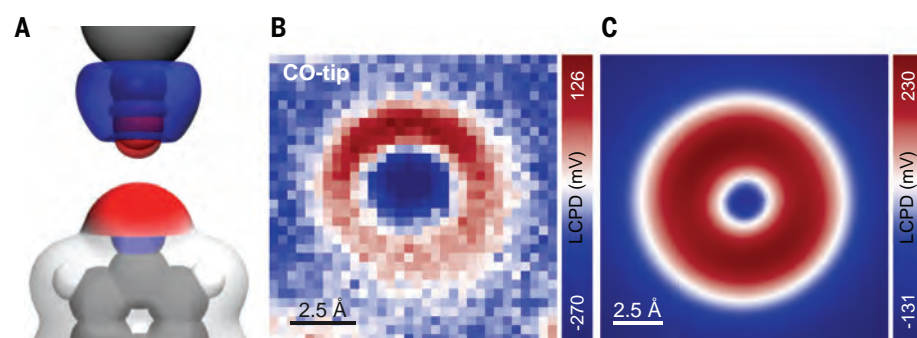 A
B
C
CO-tip
126
LCPD (mV)
-270
2.5 Å
230
LCPD (mV)
-131
2.5 Å